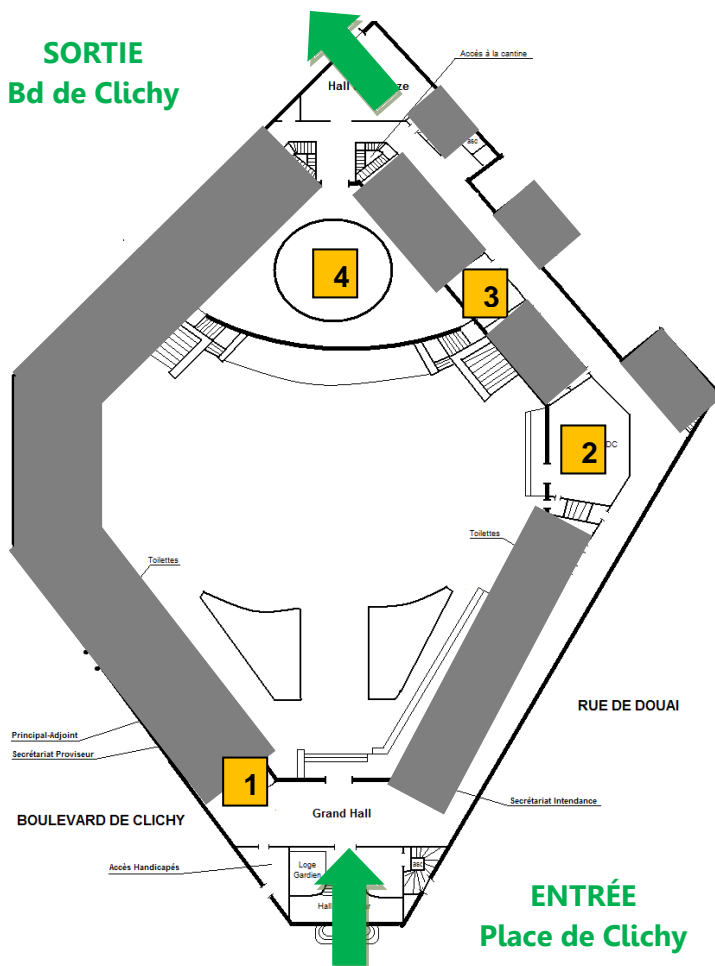 SORTIE
Bd de Clichy
Accès à la cantine
Hall
asc
4
3
2
Toilettes
Toilettes
RUE DE DOUAI
Principal-Adjoint
Secrétariat Proviseur
1
Secrétariat Intendance
Grand Hall
BOULEVARD DE CLICHY
Accès Handicapés
Loge
Gardien
asc
ENTRÉE
Place de Clichy